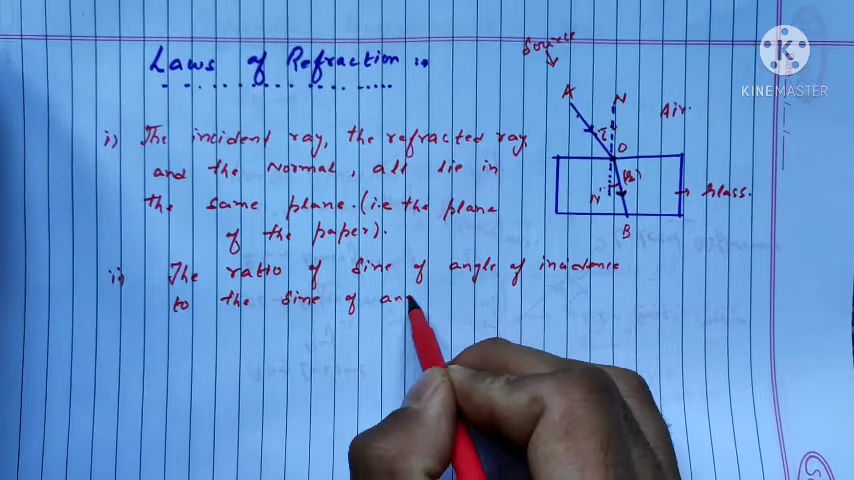 Laws of Refraction :-
i) The incident ray, the refracted ray,
and the Normal, all lie in
the same plane. (i.e the plane
of the paper).
ii) The ratio of Sine of angle of incidence
to the Sine of an
Source
A
N
Air.
i
O
(r)
N'
Glass.
B
K
KINEMASTER